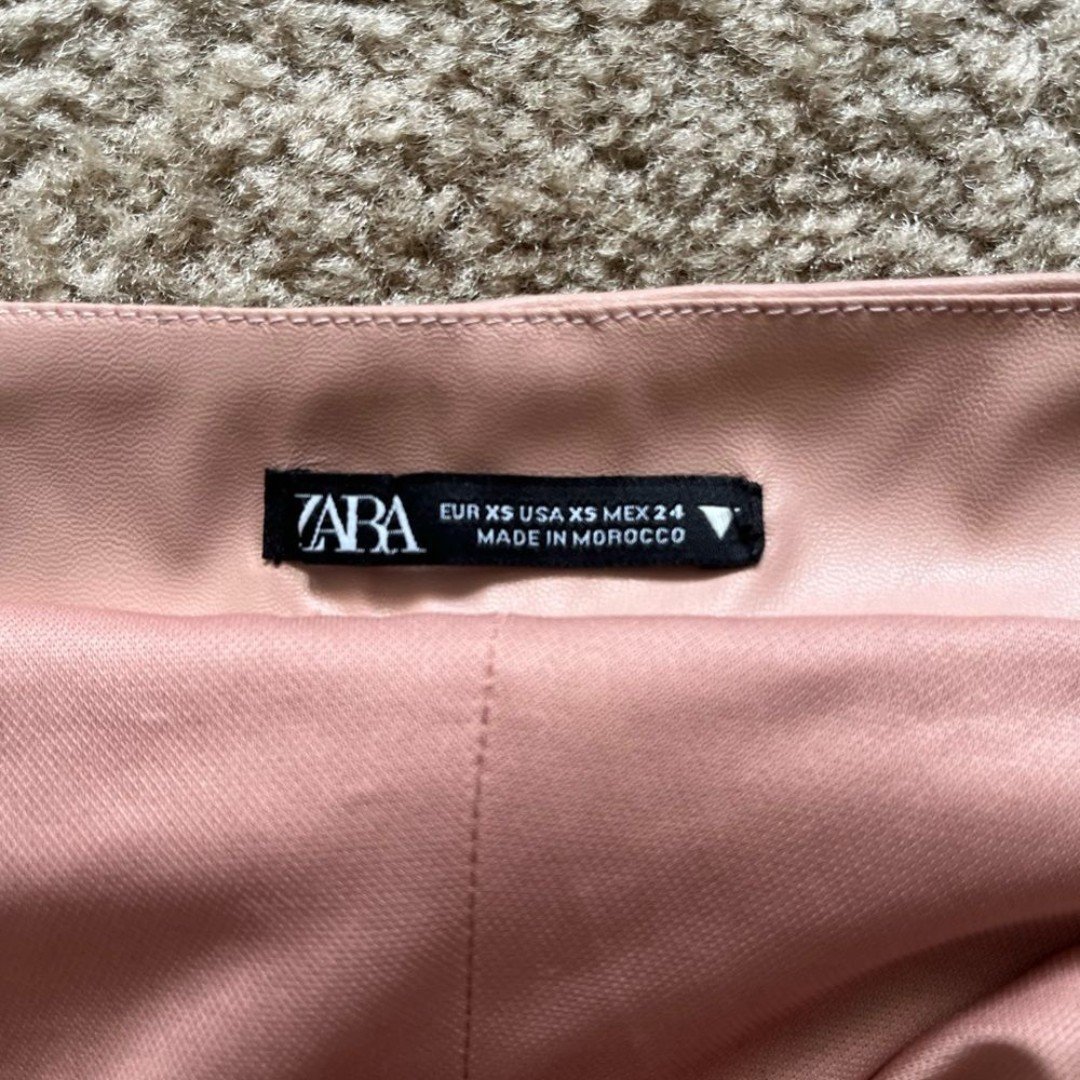 ZARA
EUR XS USA XS MEX 24
MADE IN MOROCCO